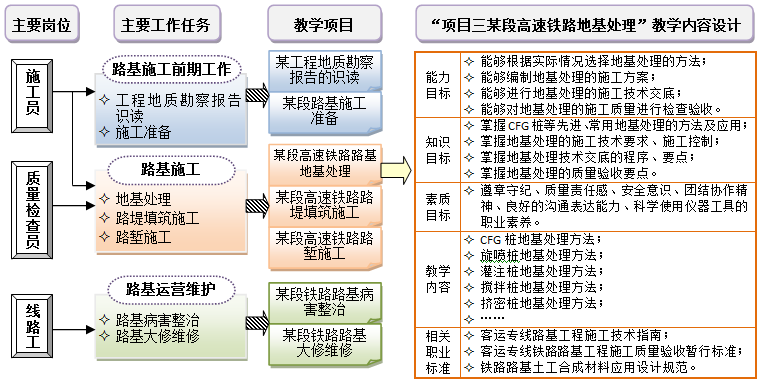 主要岗位
主要工作任务
教学项目
“项目三某段高速铁路地基处理”教学内容设计
施工员
质量检查员
线路工
路基施工前期工作
工程地质勘察报告
识读
施工准备
路基施工
地基处理
路堤填筑施工
路堑施工
路基运营维护
路基病害整治
路基大修维修
某工程地质勘察
报告的识读
某段路基施工
准备
某段高速铁路路基
地基处理
某段高速铁路路
堤填筑施工
某段高速铁路路
堑施工
某段铁路路基病
害整治
某段铁路路基
大修维修
能力
目标
能够根据实际情况选择地基处理的方法；
能够编制地基处理的施工方案；
能够进行地基处理的施工技术交底；
能够对地基处理的施工质量进行检查验收。
知识
目标
掌握CFG桩等先进、常用地基处理的方法及应用；
掌握地基处理的施工技术要求、施工控制；
掌握地基处理技术交底的程序、要点；
掌握地基处理的质量验收要点。
素质
目标
遵章守纪、质量责任感、安全意识、团结协作精
神、良好的沟通表达能力、科学使用仪器工具的
职业素养。
教学
内容
CFG桩地基处理方法；
旋喷桩地基处理方法；
灌注桩地基处理方法；
搅拌桩地基处理方法；
挤密桩地基处理方法；
……
相关
职业
标准
客运专线路基工程施工技术指南；
客运专线铁路路基工程施工质量验收暂行标准；
铁路路基土工合成材料应用设计规范。